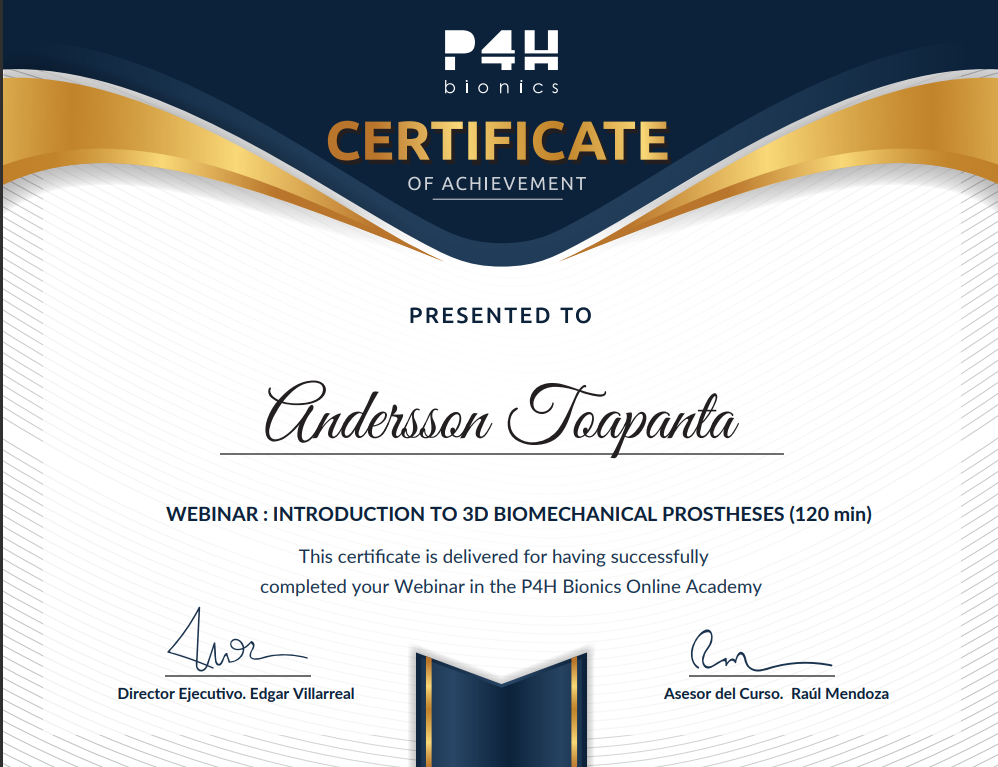 P4H
bionics
CERTIFICATE
OF ACHIEVEMENT
PRESENTED TO
Andersson Toapanta
WEBINAR : INTRODUCTION TO 3D BIOMECHANICAL PROSTHESES (120 min)
This certificate is delivered for having successfully
completed your Webinar in the P4H Bionics Online Academy
Director Ejecutivo. Edgar Villarreal
Asesor del Curso.  Raúl Mendoza